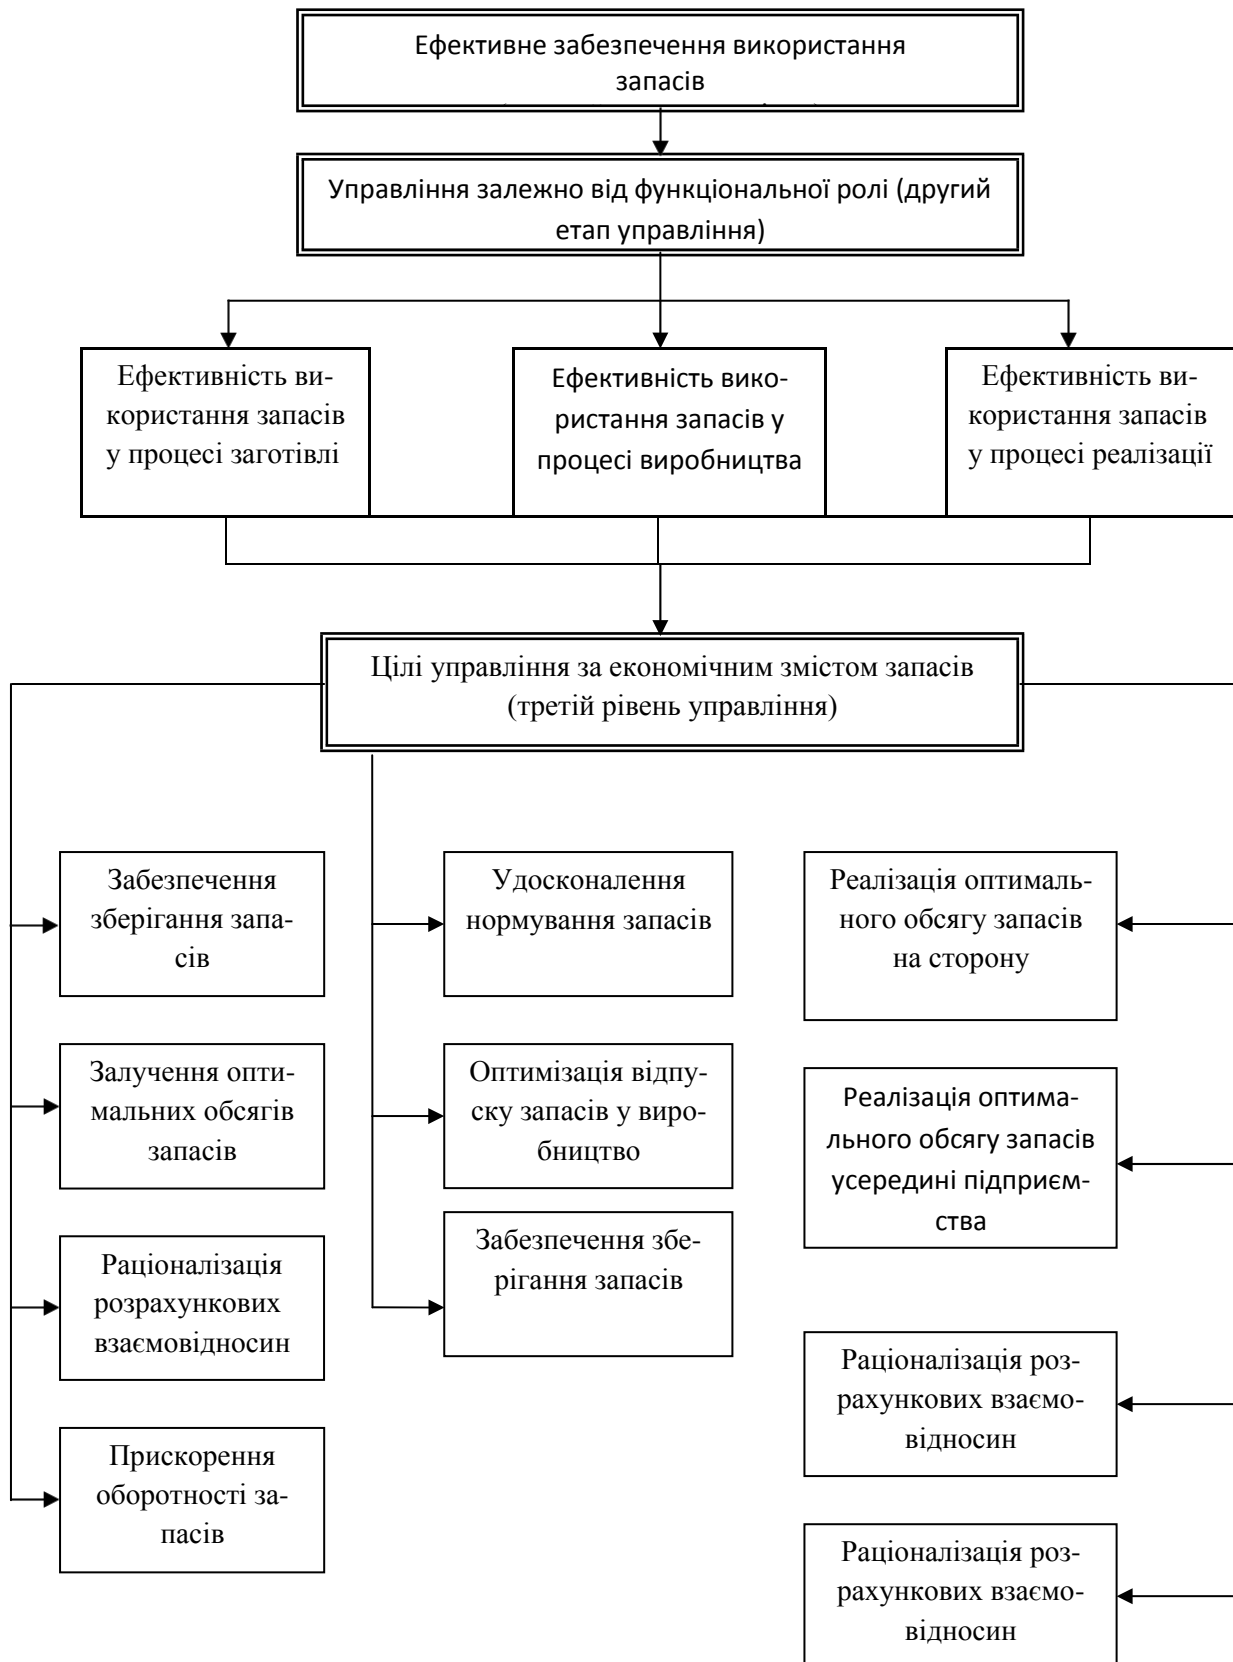 Ефективне забезпечення використання
запасів
Управління залежно від функціональної ролі (другий
етап управління)
Ефективність ви-
користання запасів
у процесі заготівлі
Ефективність вико-
ристання запасів у
процесі виробництва
Ефективність ви-
користання запасів
у процесі реалізації
Цілі управління за економічним змістом запасів
(третій рівень управління)
Забезпечення
зберігання запа-
сів
Залучення опти-
мальних обсягів
запасів
Раціоналізація
розрахункових
взаємовідносин
Прискорення
оборотності за-
пасів
Удосконалення
нормування запасів
Оптимізація відпу-
ску запасів у виро-
бництво
Забезпечення збе-
рігання запасів
Реалізація оптималь-
ного обсягу запасів
на сторону
Реалізація оптима-
льного обсягу запасів
усередині підприєм-
ства
Раціоналізація роз-
рахункових взаємо-
відносин
Раціоналізація роз-
рахункових взаємо-
відносин